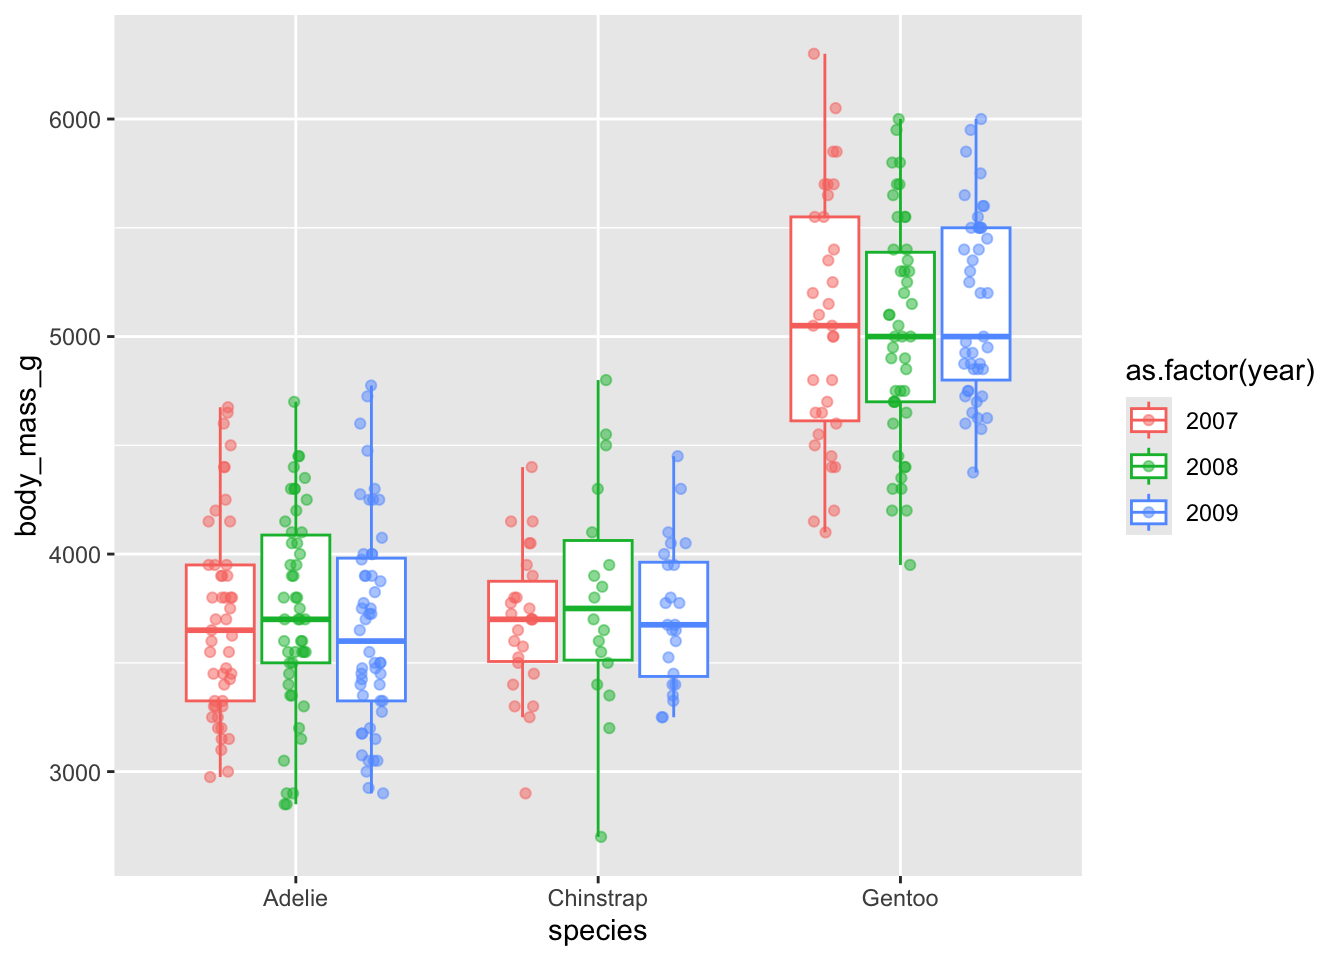 6000
5000
4000
3000
body_mass_g
Adelie
Chinstrap
Gentoo
species
as.factor(year)
2007
2008
2009